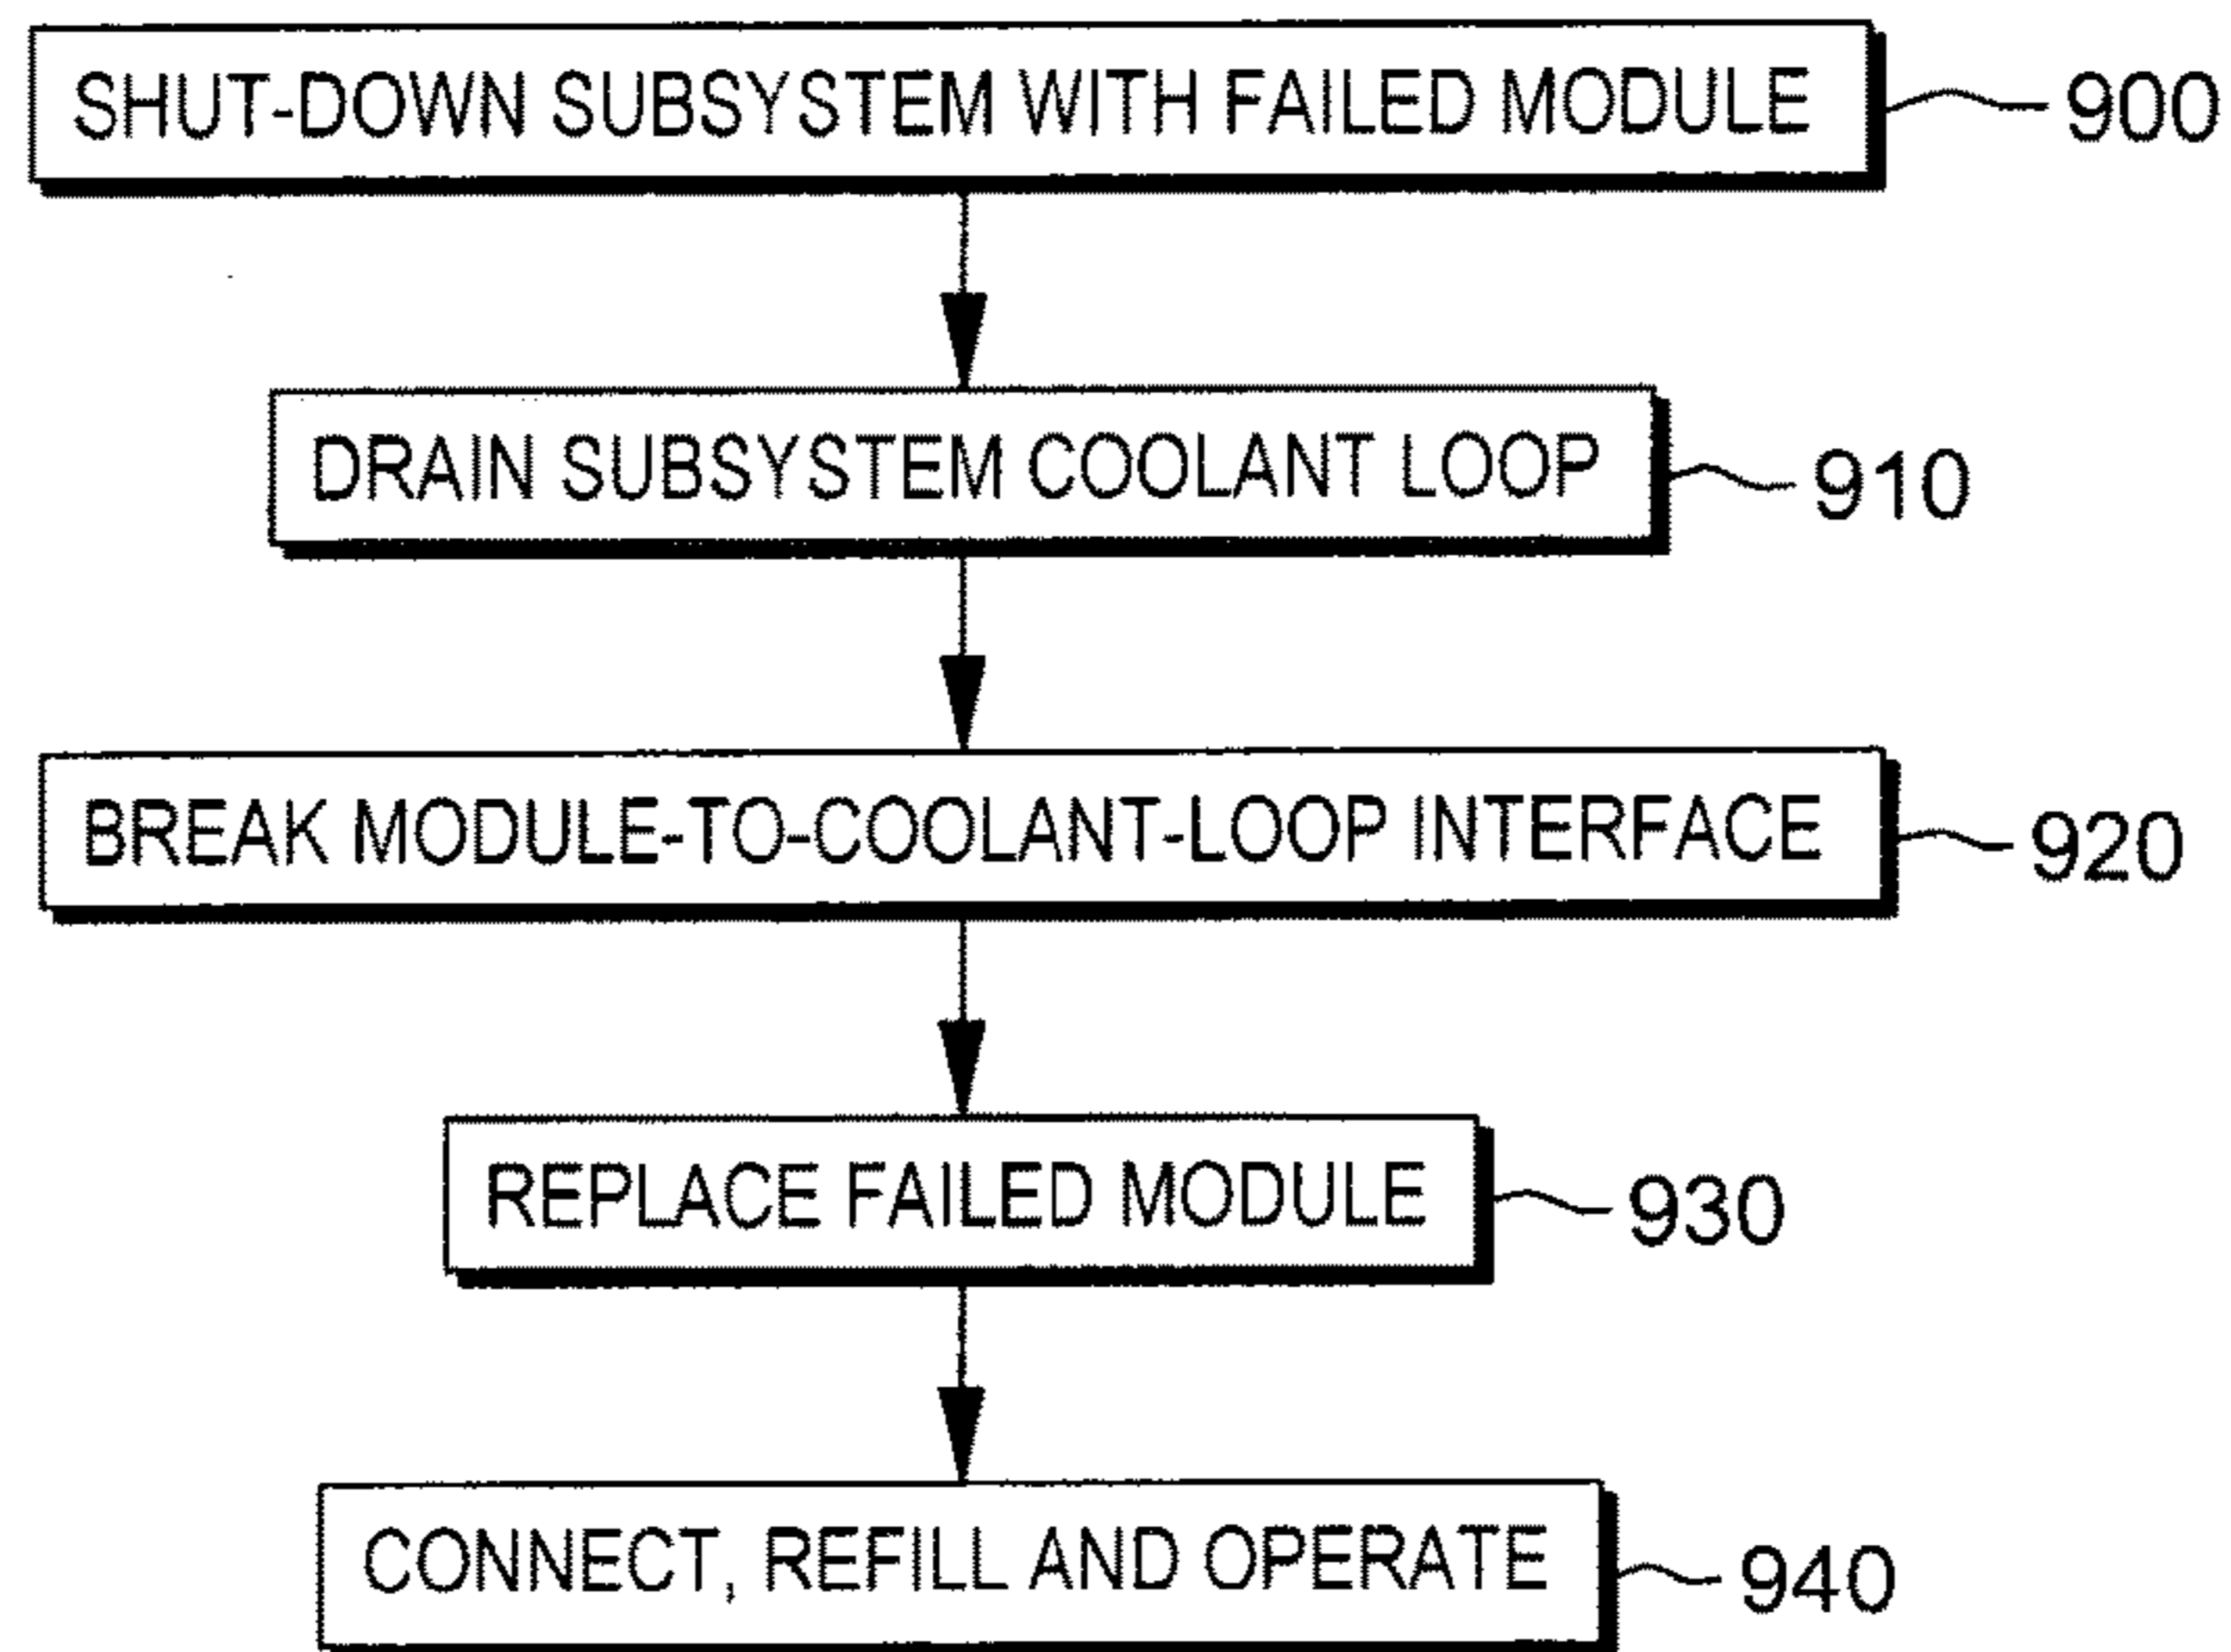 SHUT-DOWN SUBSYSTEM WITH FAILED MODULE 900
DRAIN SUBSYSTEM COOLANT LOOP 910
BREAK MODULE-TO-COOLANT-LOOP INTERFACE 920
REPLACE FAILED MODULE 930
CONNECT, REFILL AND OPERATE 940